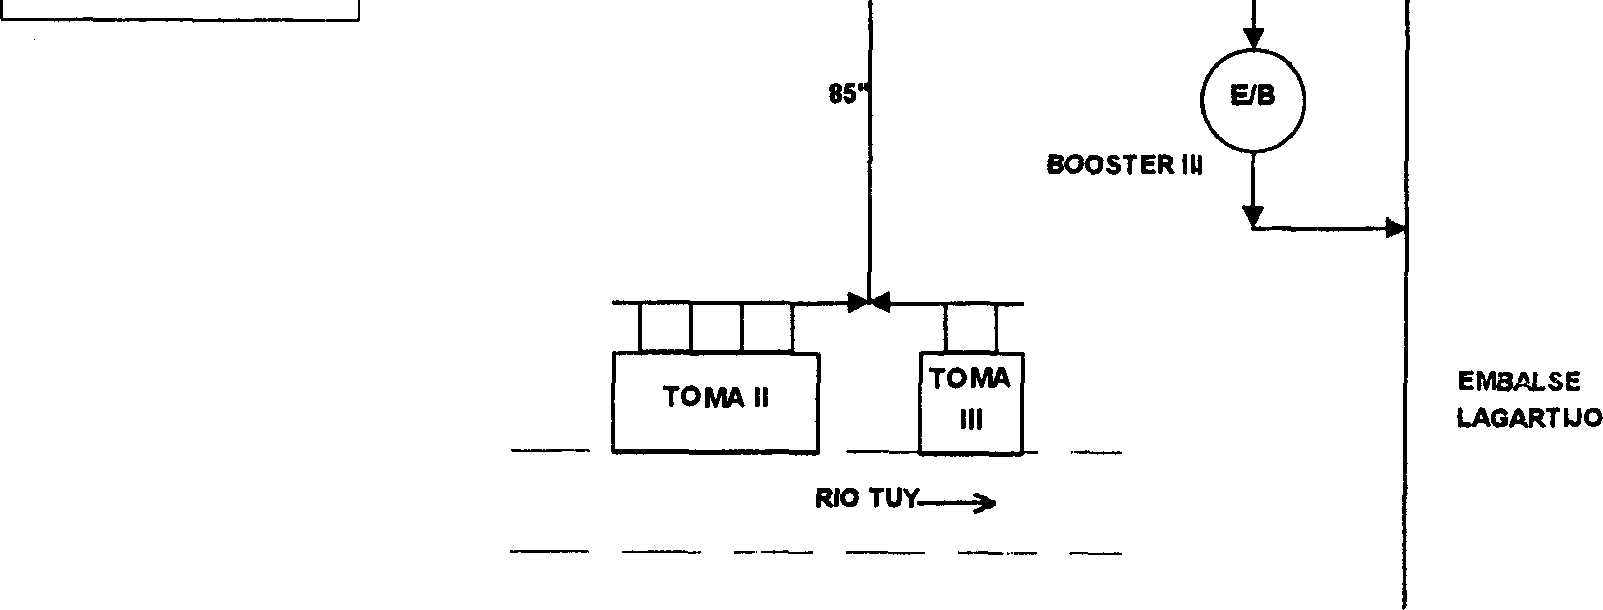 85"
E/B
BOOSTER III
TOMA II
TOMA
III
EMBALSE
LAGARTIJO
RIO TUY